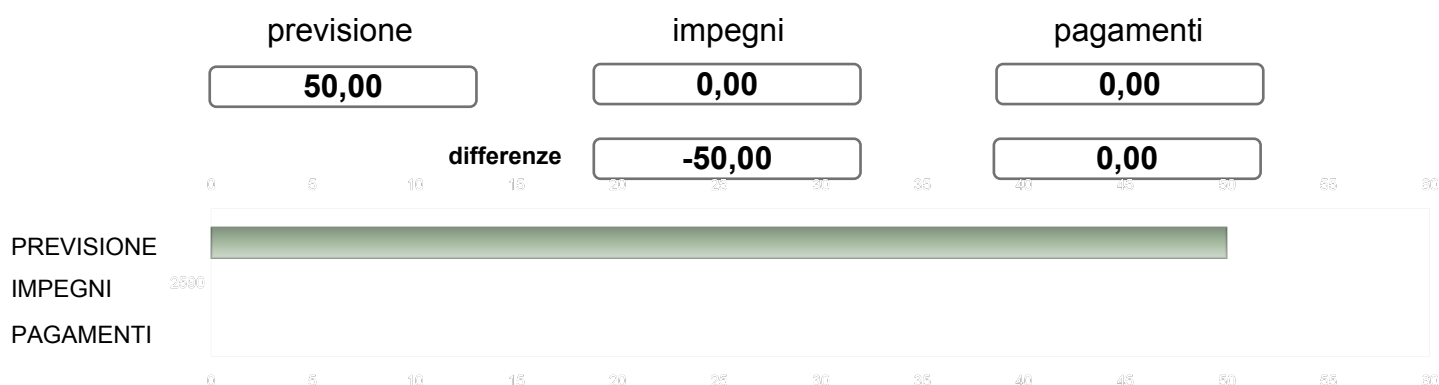 previsione impegni pagamenti
50,00 0,00 0,00
differenze -50,00 0,00
0 5 10 15 20 25 30 35 40 45 50 55 60
PREVISIONE
2590
IMPEGNI
PAGAMENTI
0 5 10 15 20 25 30 35 40 45 50 55 60